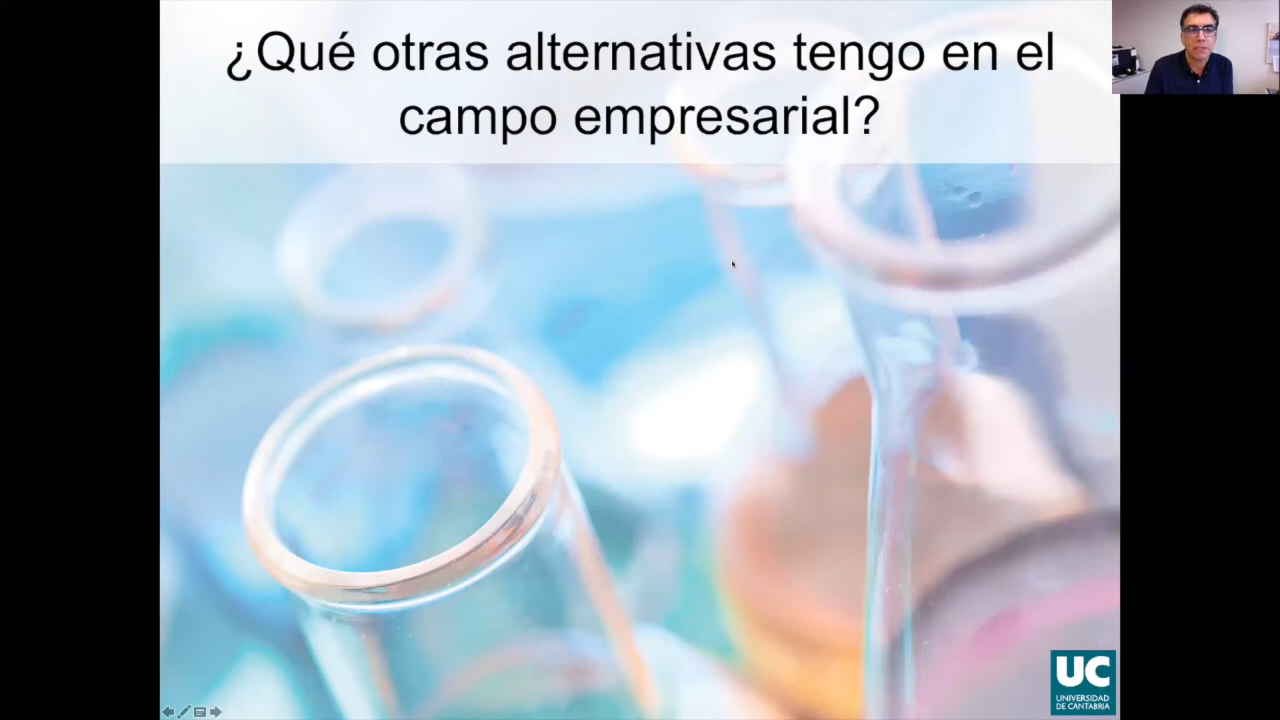 ¿Qué otras alternativas tengo en el
campo empresarial?
UC
UNIVERSIDAD
DE CANTABRIA